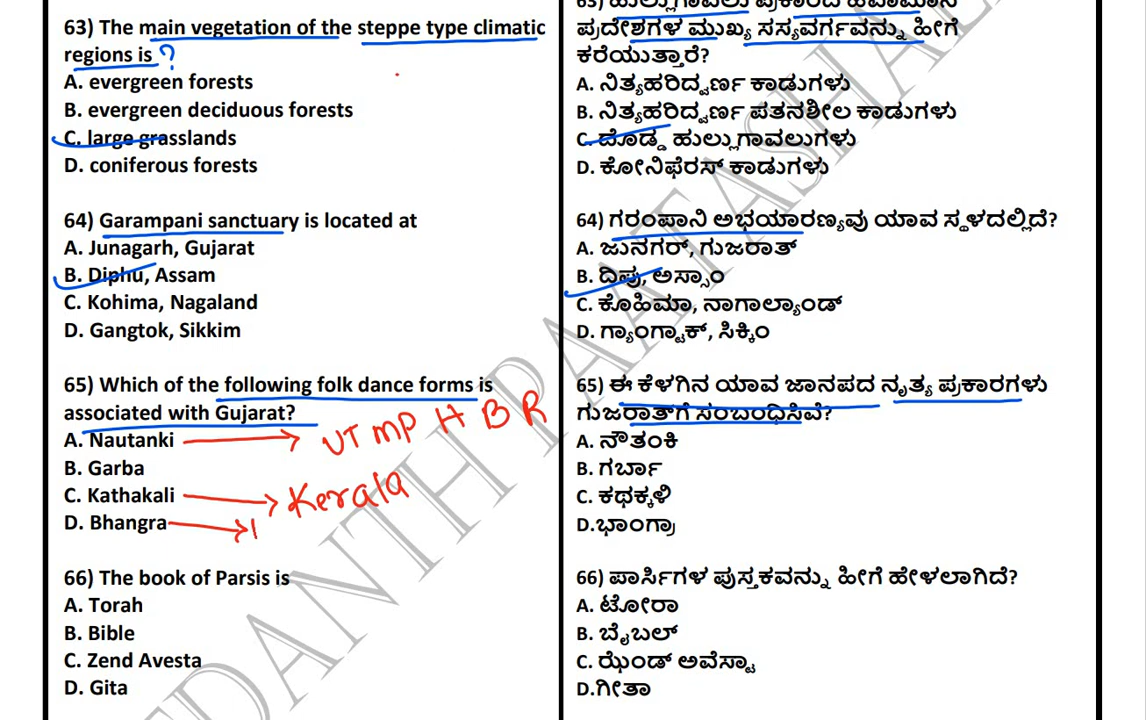 63) The main vegetation of the steppe type climatic
regions is ?
A. evergreen forests
B. evergreen deciduous forests
C. large grasslands
D. coniferous forests
64) Garampani sanctuary is located at
A. Junagarh, Gujarat
B. Diphu, Assam
C. Kohima, Nagaland
D. Gangtok, Sikkim
65) Which of the following folk dance forms is
associated with Gujarat?
A. Nautanki UT MP H B R
B. Garba
C. Kathakali Kerala
D. Bhangra
66) The book of Parsis is
A. Torah
B. Bible
C. Zend Avesta
D. Gita
63) ಹುಲ್ಲುಗಾವಲು ಪ್ರಕಾರದ ಹವಾಮಾನ
ಪ್ರದೇಶಗಳ ಮುಖ್ಯ ಸಸ್ಯವರ್ಗವನ್ನು ಹೀಗೆ
ಕರೆಯುತ್ತಾರೆ?
A. ನಿತ್ಯಹರಿದ್ವರ್ಣ ಕಾಡುಗಳು
B. ನಿತ್ಯಹರಿದ್ವರ್ಣ ಪತನಶೀಲ ಕಾಡುಗಳು
C. ದೊಡ್ಡ ಹುಲ್ಲುಗಾವಲುಗಳು
D. ಕೋನಿಫೆರಸ್ ಕಾಡುಗಳು
64) ಗರಂಪಾನಿ ಅಭಯಾರಣ್ಯವು ಯಾವ ಸ್ಥಳದಲ್ಲಿದೆ?
A. ಜುನಗರ್, ಗುಜರಾತ್
B. ದಿಪು, ಅಸ್ಸಾಂ
C. ಕೊಹಿಮಾ, ನಾಗಾಲ್ಯಾಂಡ್
D. ಗ್ಯಾಂಗ್ಟಾಕ್, ಸಿಕ್ಕಿಂ
65) ಈ ಕೆಳಗಿನ ಯಾವ ಜಾನಪದ ನೃತ್ಯ ಪ್ರಕಾರಗಳು
ಗುಜರಾತ್‌ಗೆ ಸಂಬಂಧಿಸಿವೆ?
A. ನೌತಂಕಿ
B. ಗರ್ಬಾ
C. ಕಥಕ್ಕಳಿ
D.ಭಾಂಗ್ರಾ
66) ಪಾರ್ಸಿಗಳ ಪುಸ್ತಕವನ್ನು ಹೀಗೆ ಹೇಳಲಾಗಿದೆ?
A. ಟೋರಾ
B. ಬೈಬಲ್
C. ಝೆಂಡ್ ಅವೆಸ್ಟಾ
D.ಗೀತಾ